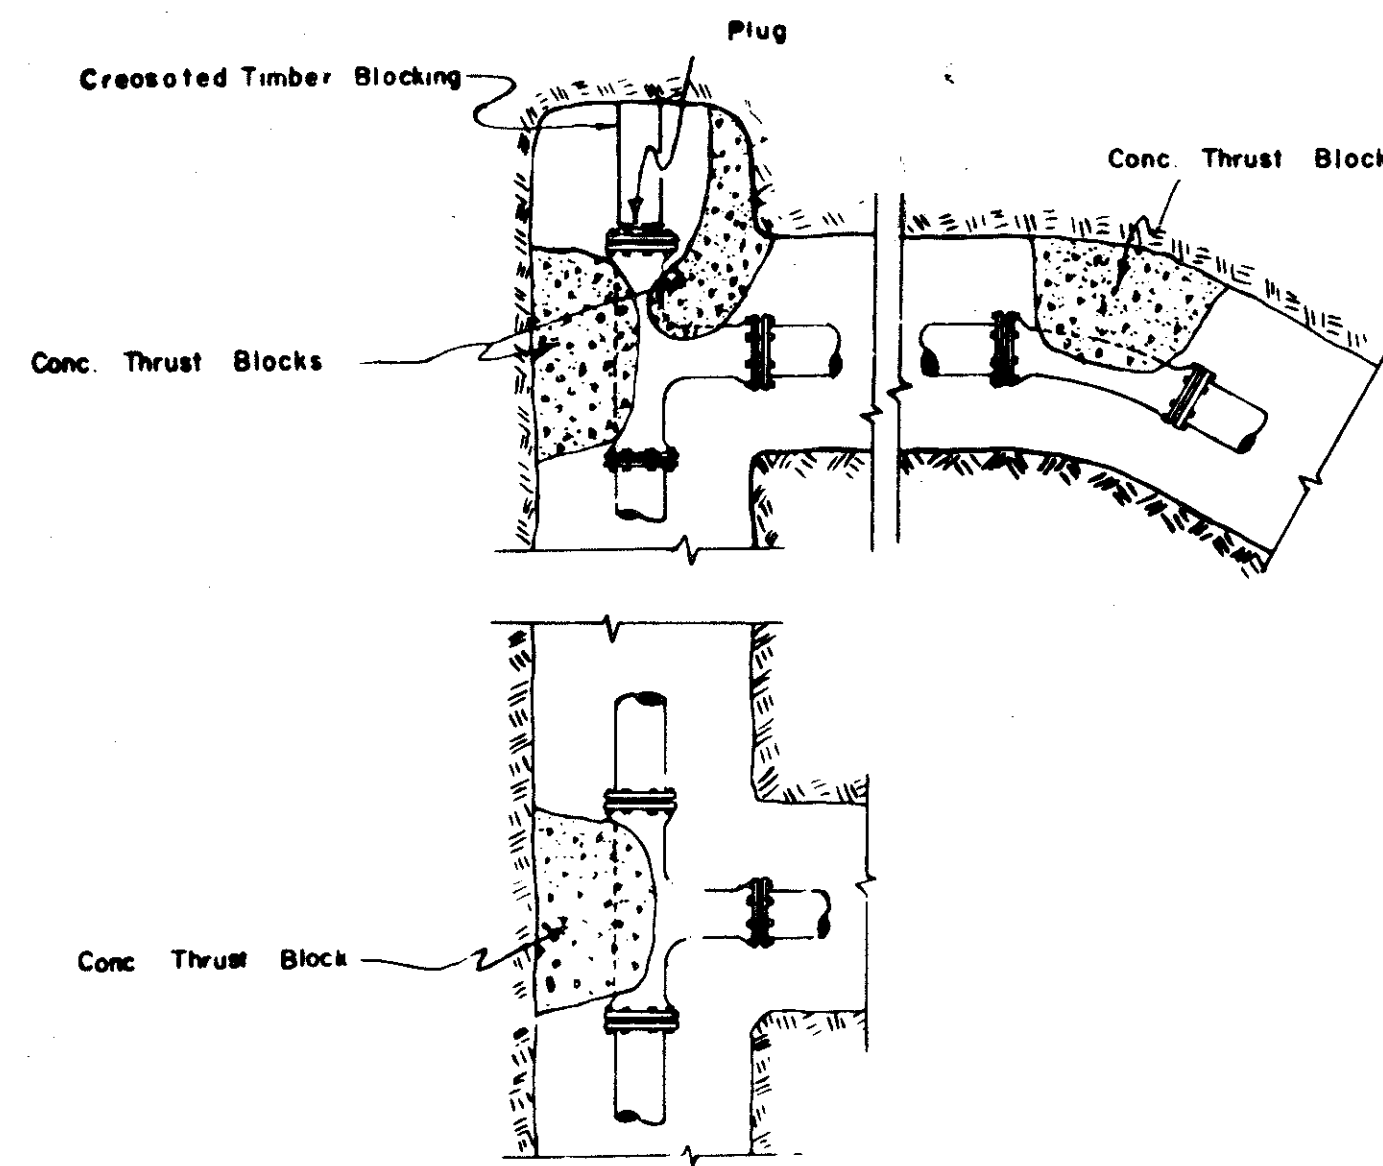 Plug
Creosoted Timber Blocking
Conc. Thrust Block
Conc. Thrust Blocks
Conc Thrust Block